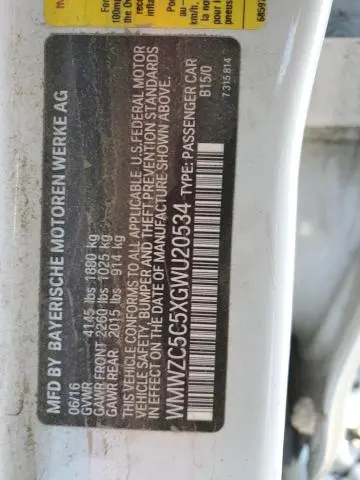 MFD BY BAYERISCHE MOTOREN WERKE AG
06/16
GVWR 4145 lbs 1880 kg
GAWR FRONT 2260 lbs 1025 kg
GAWR REAR 2015 lbs 914 kg
THIS VEHICLE CONFORMS TO ALL APPLICABLE U.S.FEDERAL MOTOR
VEHICLE SAFETY, BUMPER AND THEFT PREVENTION STANDARDS
IN EFFECT ON THE DATE OF MANUFACTURE SHOWN ABOVE.
WMWZC5C5XGWU20534 TYPE: PASSENGER CAR
B15/0
7315814